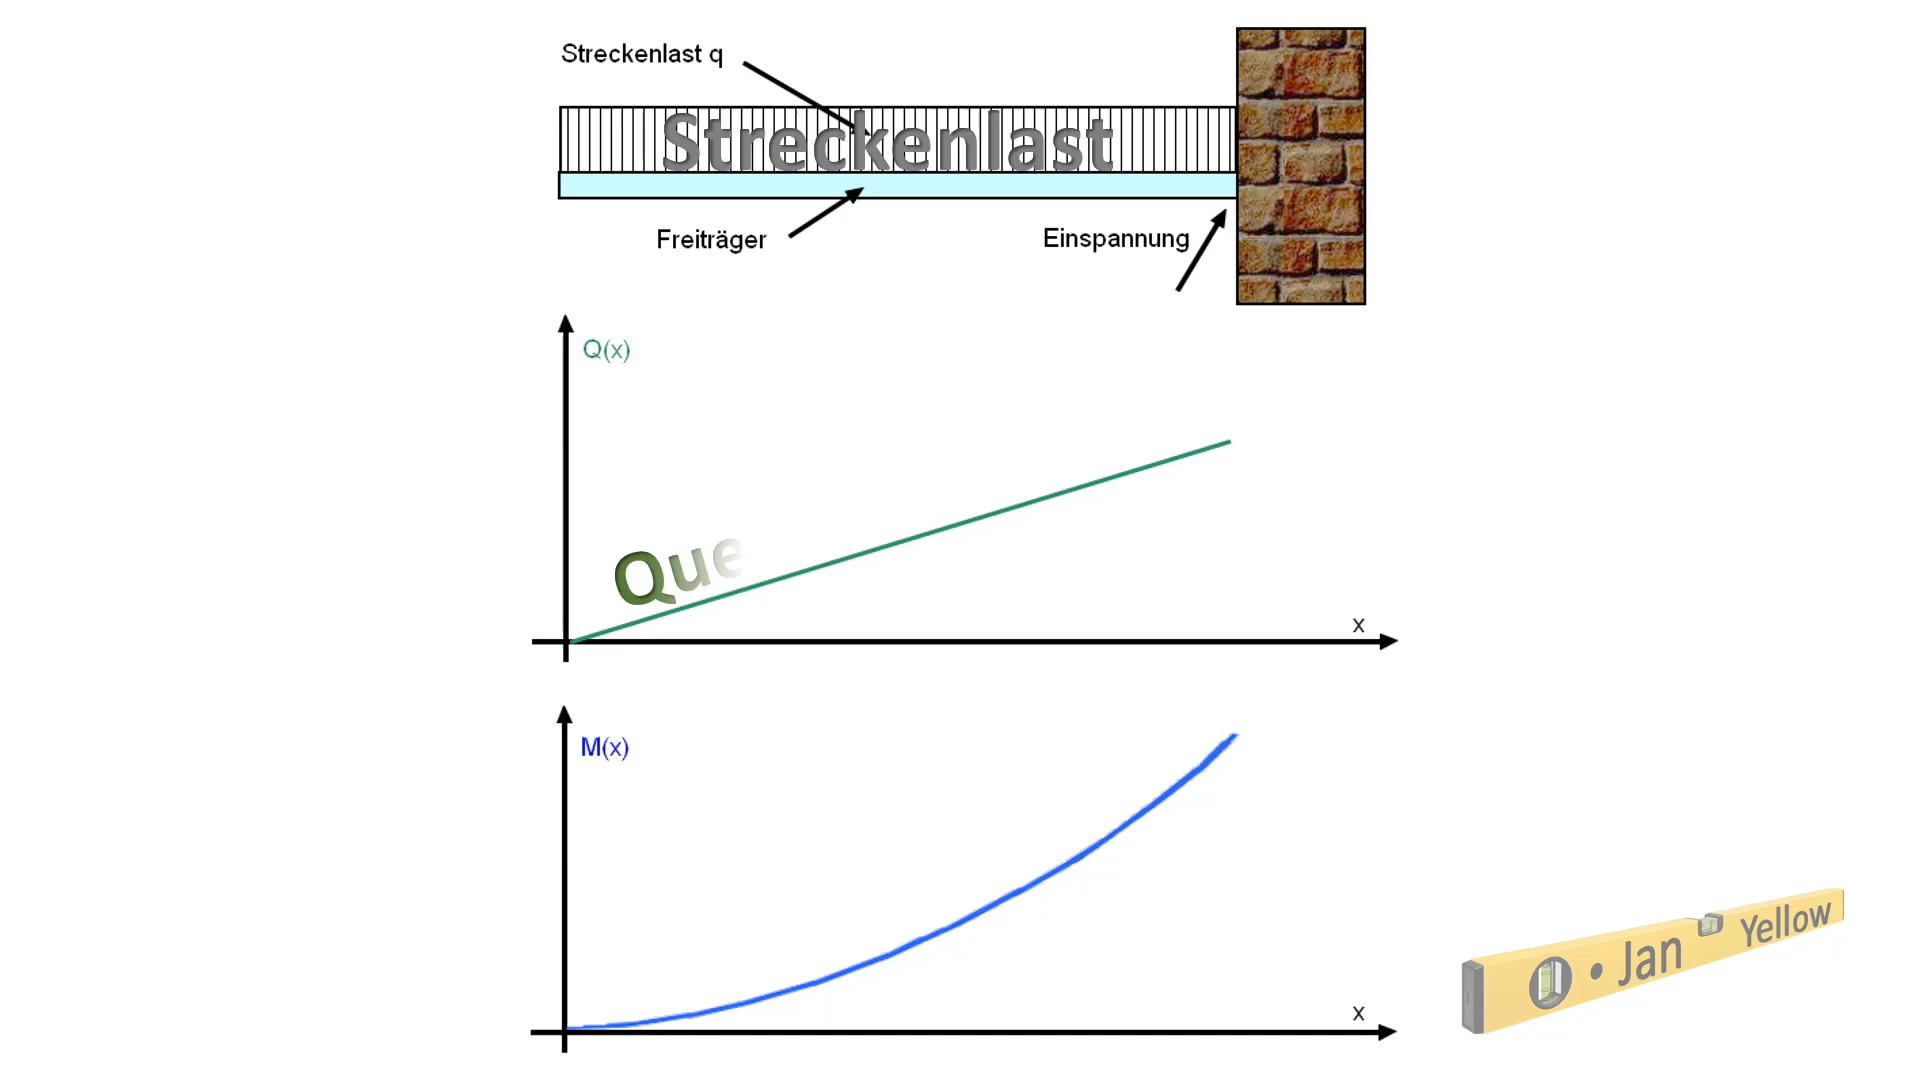 Streckenlast q
Streckenlast
Freiträger
Einspannung
Q(x)
Que
x
M(x)
x
• Jan Yellow